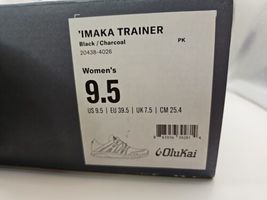 'IMAKA TRAINER
Black / Charcoal
PK
20438-4026
Women's
9.5
US 9.5 | EU 39.5 | UK 7.5 | CM 25.4
OluKai